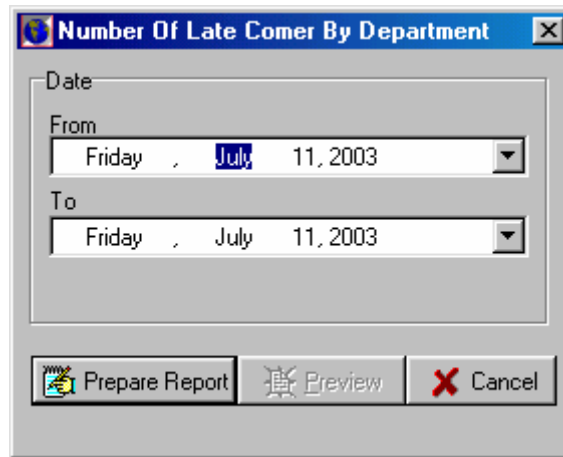 Number Of Late Comer By Department
Date
From
Friday , July 11, 2003
To
Friday , July 11, 2003
Prepare Report Preview Cancel